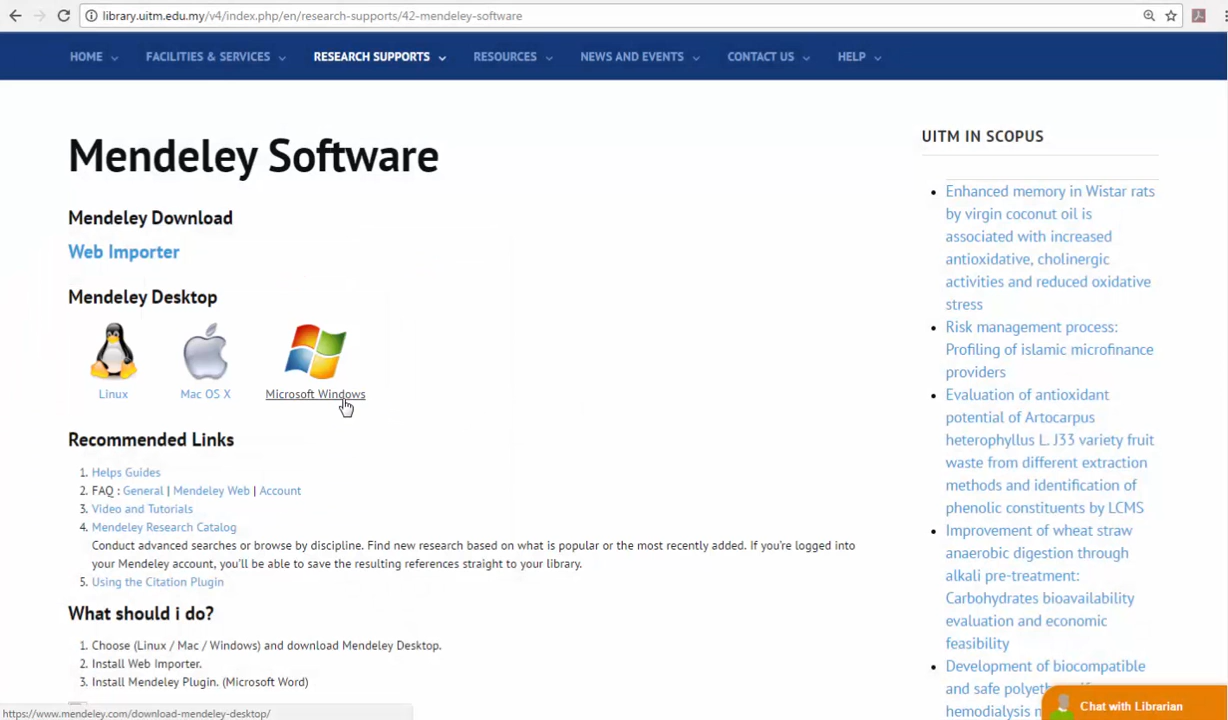 library.uitm.edu.my/v4/index.php/en/research-supports/42-mendeley-software
HOME
FACILITIES & SERVICES
RESEARCH SUPPORTS
RESOURCES
NEWS AND EVENTS
CONTACT US
HELP
Mendeley Software
Mendeley Download
Web Importer
Mendeley Desktop
Linux
Mac OS X
Microsoft Windows
Recommended Links
1. Helps Guides
2. FAQ : General | Mendeley Web | Account
3. Video and Tutorials
4. Mendeley Research Catalog
Conduct advanced searches or browse by discipline. Find new research based on what is popular or the most recently added. If you're logged into
your Mendeley account, you'll be able to save the resulting references straight to your library.
5. Using the Citation Plugin
What should i do?
1. Choose (Linux / Mac / Windows) and download Mendeley Desktop.
2. Install Web Importer.
3. Install Mendeley Plugin. (Microsoft Word)
https://www.mendeley.com/download-mendeley-desktop/
UITM IN SCOPUS
Enhanced memory in Wistar rats
by virgin coconut oil is
associated with increased
antioxidative, cholinergic
activities and reduced oxidative
stress
Risk management process:
Profiling of islamic microfinance
providers
Evaluation of antioxidant
potential of Artocarpus
heterophyllus L. J33 variety fruit
waste from different extraction
methods and identification of
phenolic constituents by LCMS
Improvement of wheat straw
anaerobic digestion through
alkali pre-treatment:
Carbohydrates bioavailability
evaluation and economic
feasibility
Development of biocompatible
and safe
hemodialysis
Chat with Librarian